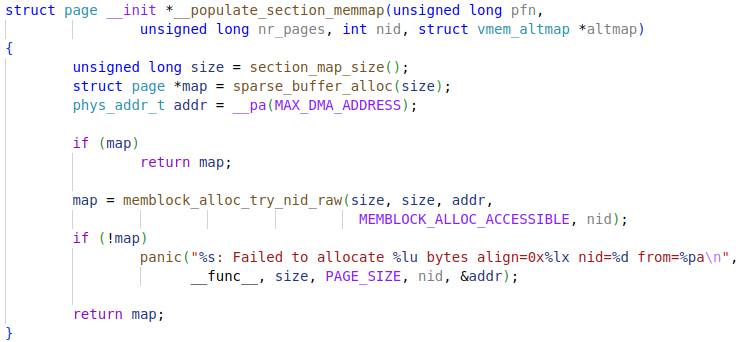 struct page __init *__populate_section_memmap(unsigned long pfn,
unsigned long nr_pages, int nid, struct vmem_altmap *altmap)
{
unsigned long size = section_map_size();
struct page *map = sparse_buffer_alloc(size);
phys_addr_t addr = __pa(MAX_DMA_ADDRESS);
if (map)
return map;
map = memblock_alloc_try_nid_raw(size, size, addr,
MEMBLOCK_ALLOC_ACCESSIBLE, nid);
if (!map)
panic("%s: Failed to allocate %lu bytes align=0x%lx nid=%d from=%pa\n",
__func__, size, PAGE_SIZE, nid, &addr);
return map;
}